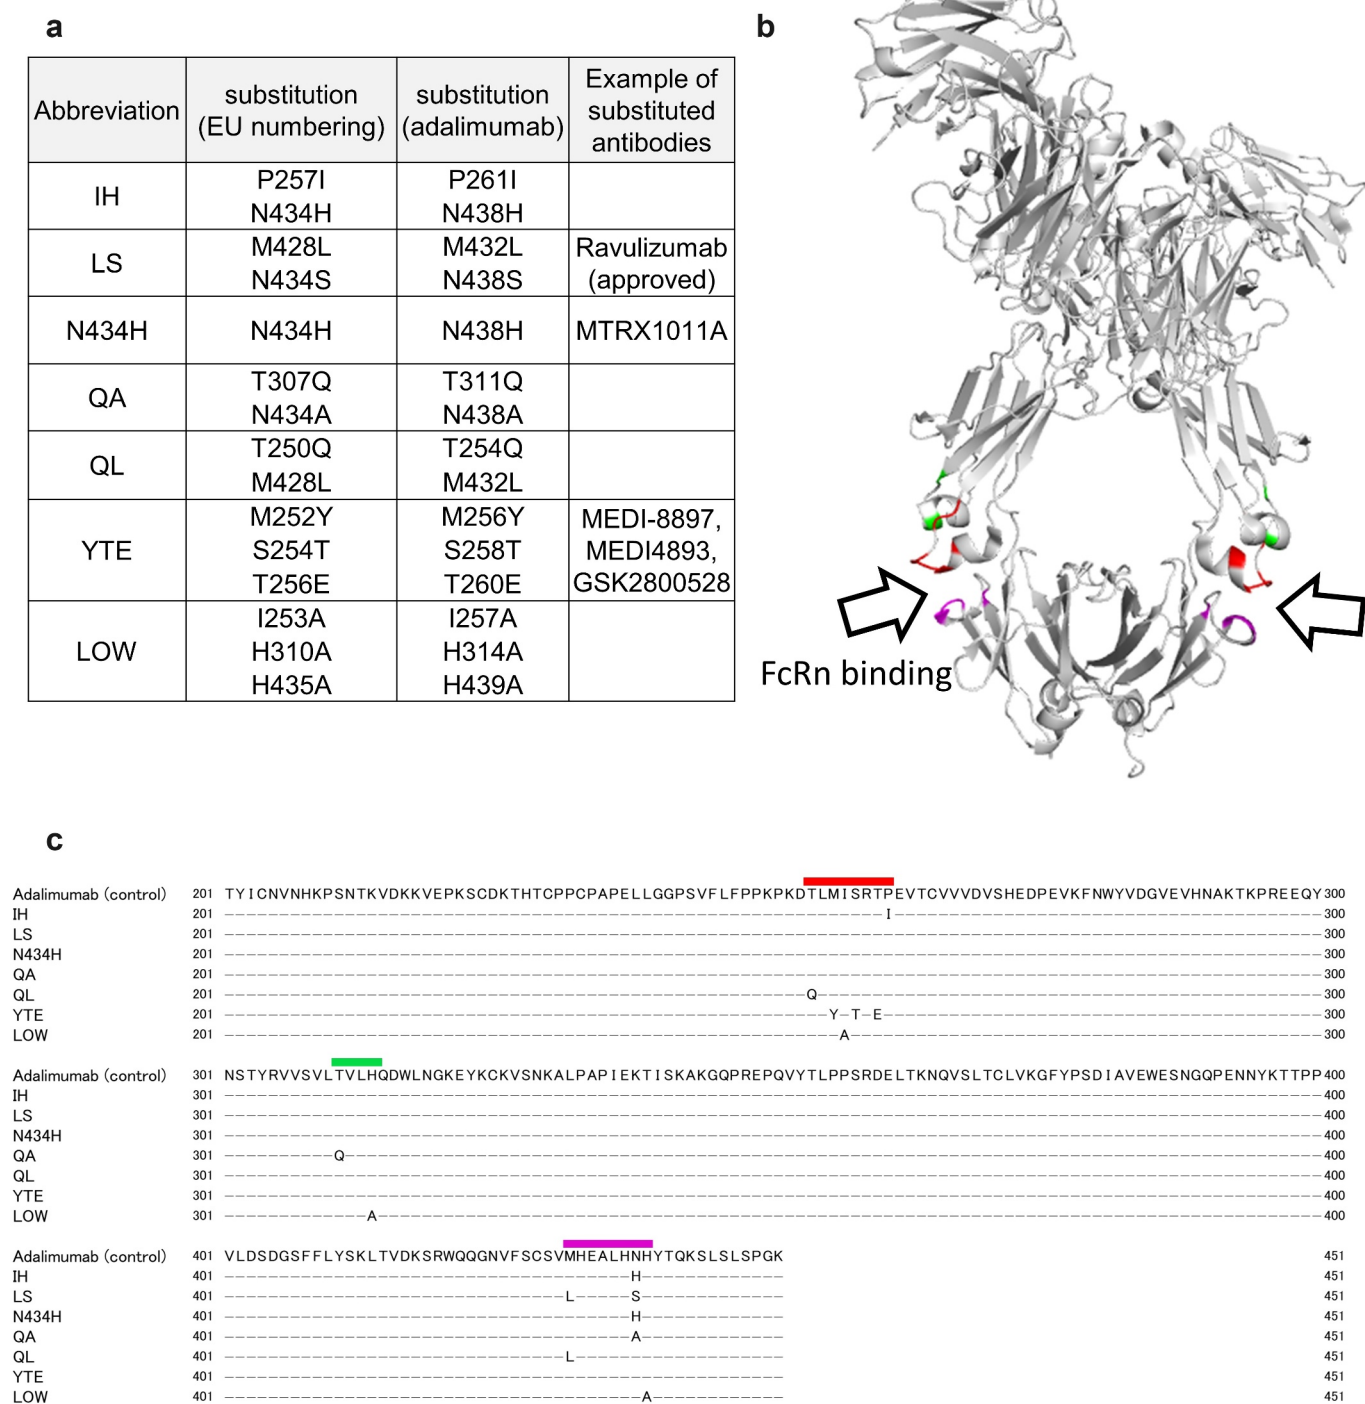 a
Abbreviation
substitution
(EU numbering)
substitution
(adalimumab)
Example of
substituted
antibodies
IH
P257I
N434H
P261I
N438H
LS
M428L
N434S
M432L
N438S
Ravulizumab
(approved)
N434H
N434H
N438H
MTRX1011A
QA
T307Q
N434A
T311Q
N438A
QL
T250Q
M428L
T254Q
M432L
YTE
M252Y
S254T
T256E
M256Y
S258T
T260E
MEDI-8897,
MEDI4893,
GSK2800528
LOW
I253A
H310A
H435A
I257A
H314A
H439A
b
FcRn binding
c
Adalimumab (control) 201 TYICNVNHKPSNTKVDKKVEPKSCDKTHTCPPCPAPELLGGPSVFLFPPKPKDTLMISRTPEVTCVVVDVSHEDPEVKFNWYVDGVEVHNAKTKPREEQY 300
IH 201 I 300
LS 201 300
N434H 201 300
QA 201 300
QL 201 Q 300
YTE 201 Y T E 300
LOW 201 A 300
Adalimumab (control) 301 NSTYRVVSVLTVLHQDWLNGKEYKCKVSNKALPAPIEKTISKAKGQPREPQVYTLPPSRDELTKNQVSLTCLVKGFYPSDIAVEWESNGQPENNYKTTPP 400
IH 301 400
LS 301 400
N434H 301 400
QA 301 Q 400
QL 301 400
YTE 301 400
LOW 301 A 400
Adalimumab (control) 401 VLDSDGSFFLYSKLTVDKSRWQQGNVFSCSVMHEALHNHYTQKSLSLSPGK 451
IH 401 H 451
LS 401 L S 451
N434H 401 H 451
QA 401 A 451
QL 401 L 451
YTE 401 451
LOW 401 A 451